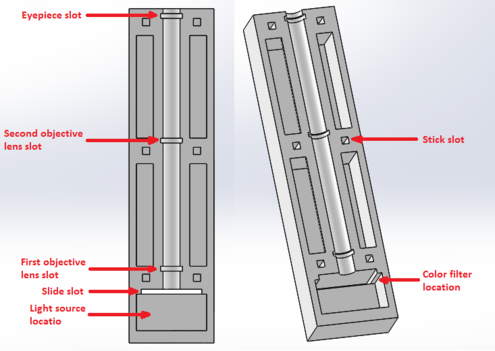 Eyepiece slot
Second objective
lens slot
First objective
lens slot
Slide slot
Light source
locatio
Stick slot
Color filter
location